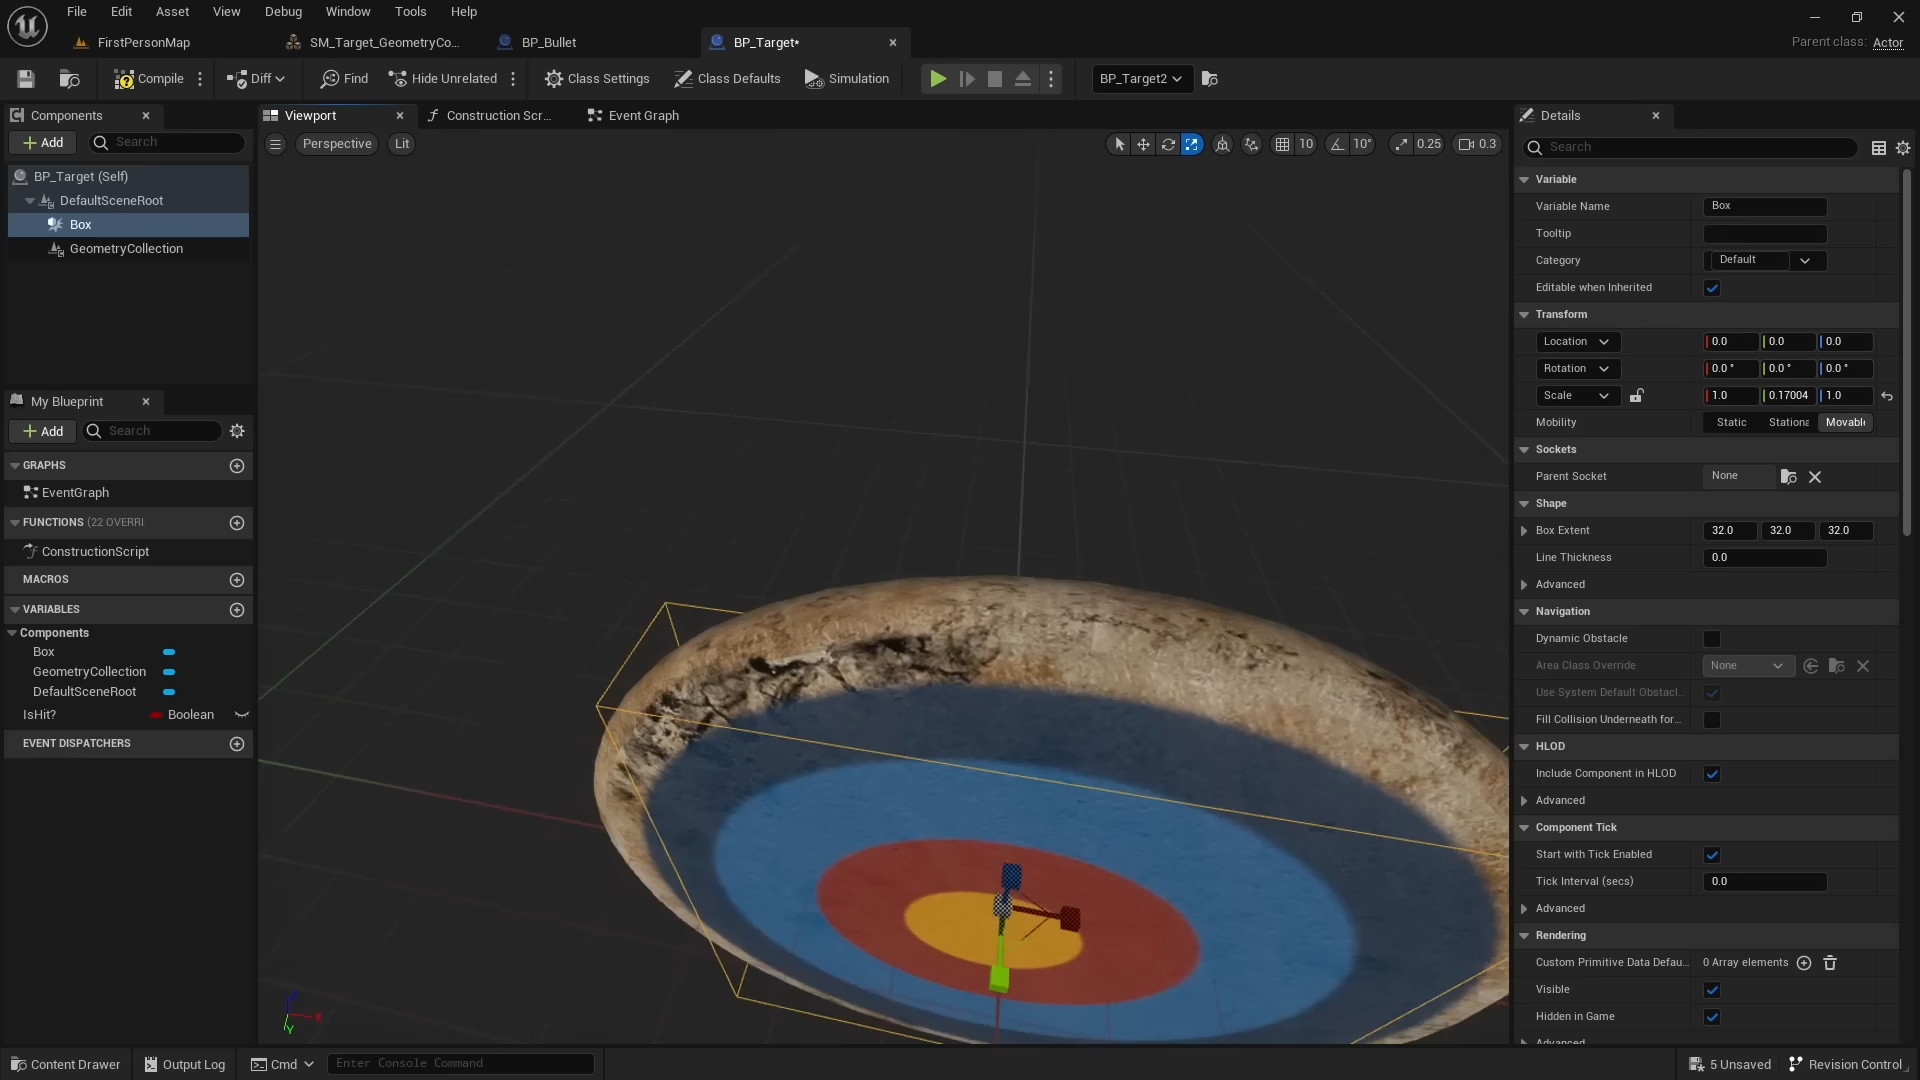 File Edit Asset View Debug Window Tools Help
FirstPersonMap SM_Target_GeometryCo... BP_Bullet BP_Target*
Parent class: Actor
Compile Diff Find Hide Unrelated Class Settings Class Defaults Simulation BP_Target2
Components
Add Search
BP_Target (Self)
DefaultSceneRoot
Box
GeometryCollection
My Blueprint
Add Search
GRAPHS
EventGraph
FUNCTIONS (22 OVERRI
ConstructionScript
MACROS
VARIABLES
Components
Box
GeometryCollection
DefaultSceneRoot
IsHit? Boolean
EVENT DISPATCHERS
Viewport Construction Scr... Event Graph
Perspective Lit 10 10° 0.25 0.3
Z
X
Y
Details
Search
Variable
Variable Name Box
Tooltip
Category Default
Editable when Inherited
Transform
Location 0.0 0.0 0.0
Rotation 0.0 ° 0.0 ° 0.0 °
Scale 1.0 0.17004 1.0
Mobility Static Stationa Movable
Sockets
Parent Socket None
Shape
Box Extent 32.0 32.0 32.0
Line Thickness 0.0
Advanced
Navigation
Dynamic Obstacle
Area Class Override None
Use System Default Obstacl...
Fill Collision Underneath for...
HLOD
Include Component in HLOD
Advanced
Component Tick
Start with Tick Enabled
Tick Interval (secs) 0.0
Advanced
Rendering
Custom Primitive Data Defau... 0 Array elements
Visible
Hidden in Game
Advanced
Content Drawer Output Log Cmd Enter Console Command 5 Unsaved Revision Control